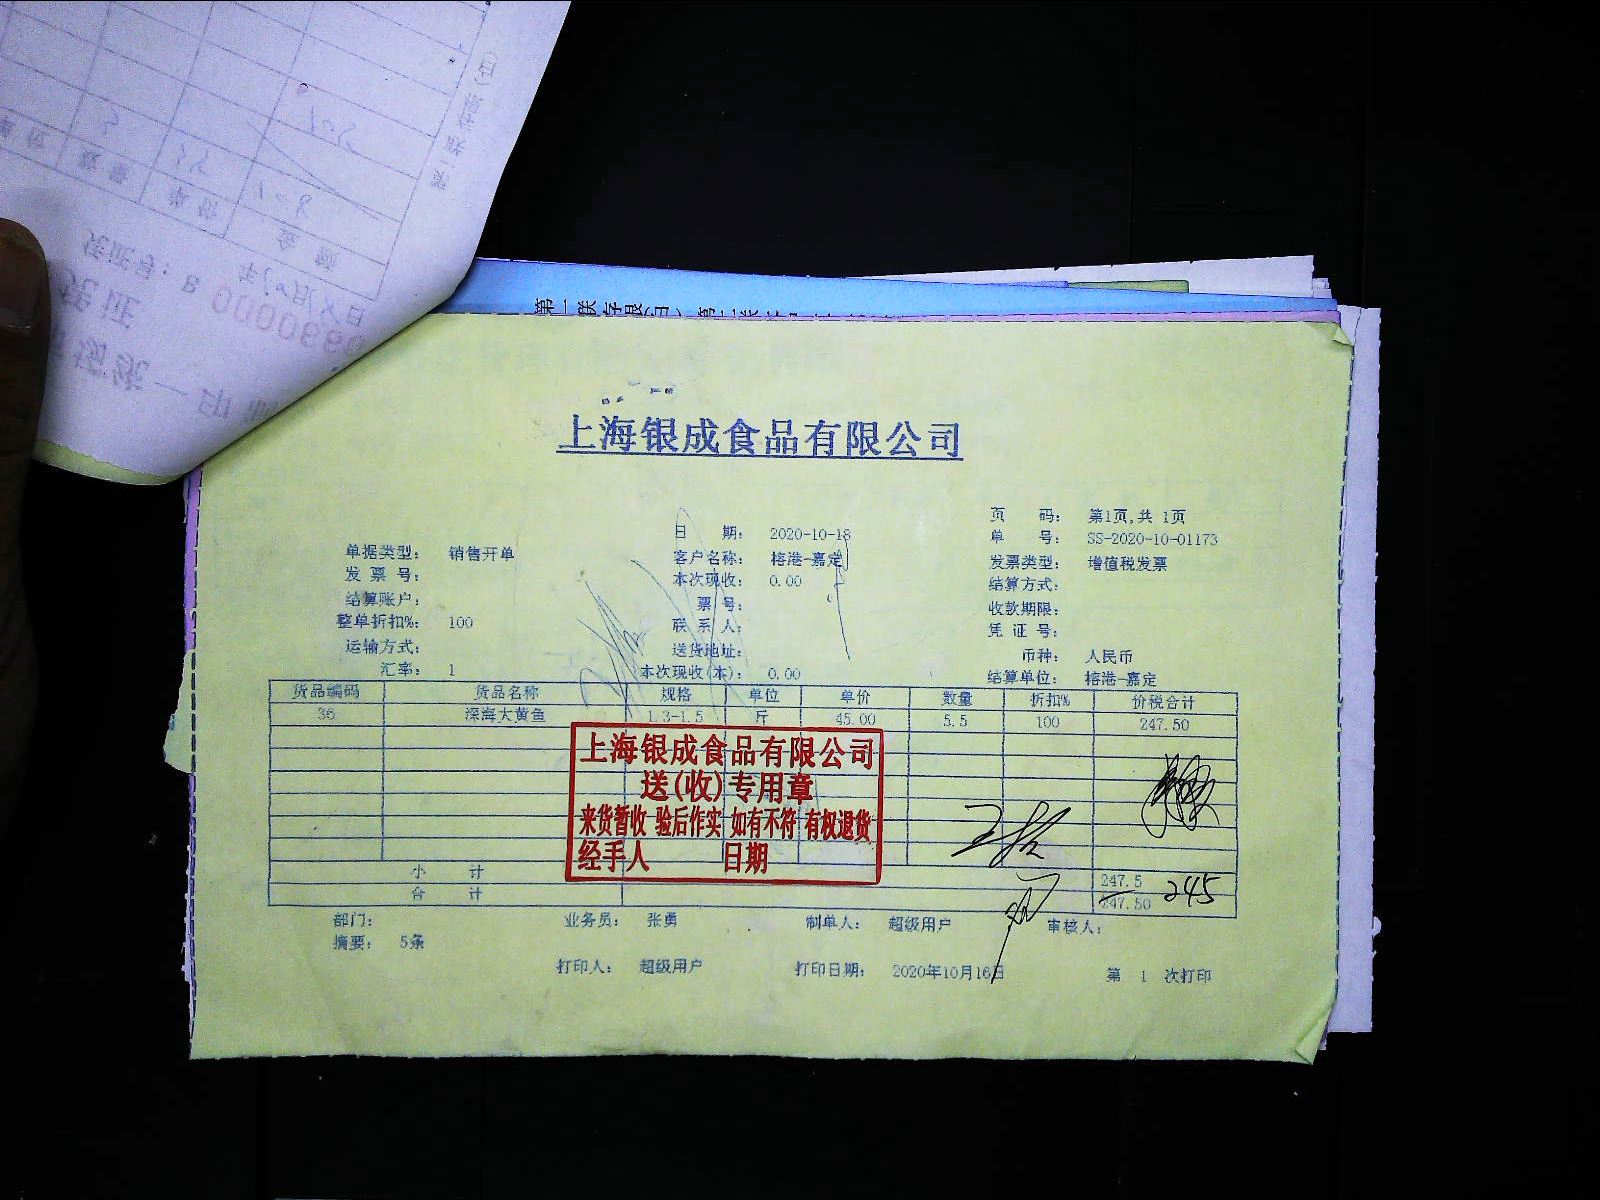 第一联 存根(白)
上海银成食品有限公司
页 码: 第1页,共 1页
日 期: 2020-10-18
单 号: SS-2020-10-01173
单据类型: 销售开单
客户名称: 榕港-嘉定
发票类型: 增值税发票
发 票 号:
本次现收: 0.00
结算方式:
结算账户:
票 号:
收款期限:
整单折扣%: 100
联 系 人:
凭 证 号:
运输方式:
送货地址:
币种: 人民币
汇率: 1
本次现收(本): 0.00
结算单位: 榕港-嘉定
货品编码 货品名称 规格 单位 单价 数量 折扣% 价税合计
36 深海大黄鱼 1.3-1.5 斤 45.00 5.5 100 247.50
上海银成食品有限公司
送(收)专用章
来货暂收 验后作实 如有不符 有权退货
经手人 日期
小 计 247.5
合 计 247.50 245
部门: 业务员: 张勇 制单人: 超级用户 审核人:
摘要: 5条
打印人: 超级用户 打印日期: 2020年10月16日 第 1 次打印